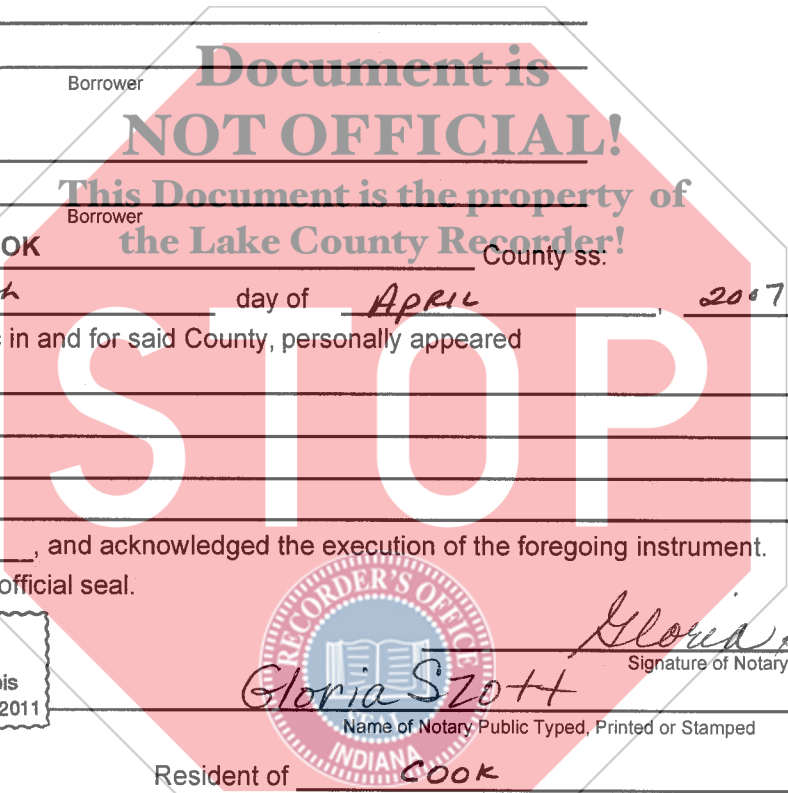 Document is
Borrower
NOT OFFICIAL!
This Document is the property of
Borrower
the Lake County Recorder!
OK County ss:
day of APRIL, 2007
in and for said County, personally appeared
STOP
, and acknowledged the execution of the foregoing instrument.
official seal.
RECORDER'S OFFICE
SEAL
INDIANA
Gloria
Signature of Notary
ois
2011
Gloria Szott
Name of Notary Public Typed, Printed or Stamped
Resident of COOK